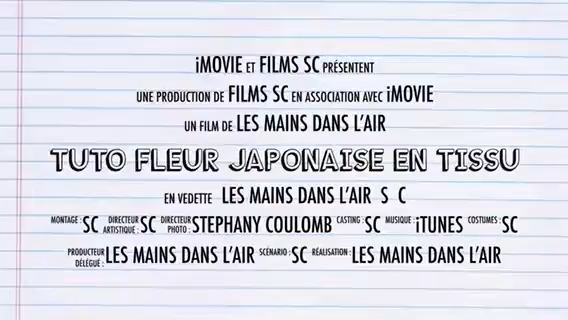 iMOVIE ET FILMS SC PRÉSENTENT
UNE PRODUCTION DE FILMS SC EN ASSOCIATION AVEC iMOVIE
UN FILM DE LES MAINS DANS L'AIR
TUTO FLEUR JAPONAISE EN TISSU
EN VEDETTE LES MAINS DANS L'AIR S C
MONTAGE : SC DIRECTEUR ARTISTIQUE : SC DIRECTEUR PHOTO : STEPHANY COULOMB CASTING : SC MUSIQUE : iTUNES COSTUMES : SC
PRODUCTEUR DÉLÉGUÉ : LES MAINS DANS L'AIR SCÉNARIO : SC RÉALISATION : LES MAINS DANS L'AIR